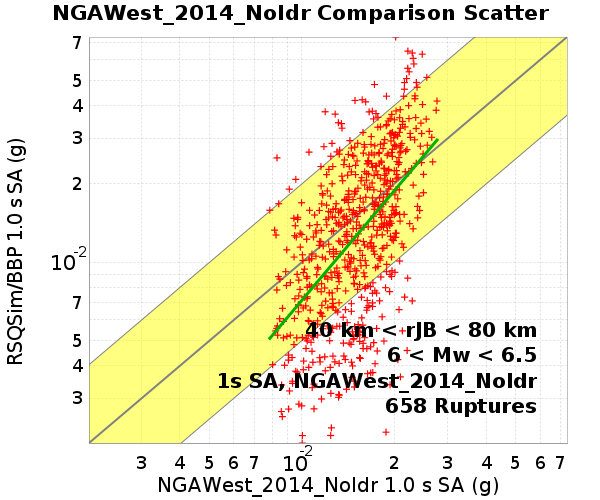 NGAWest_2014_NoIdr Comparison Scatter
7
5
4
3
2
10-2
7
5
4
3
RSQSim/BBP 1.0 s SA (g)
40 km < rJB < 80 km
6 < Mw < 6.5
1s SA, NGAWest_2014_NoIdr
658 Ruptures
3 4 5 6 7 10-2 2 3 4 5 6 7
NGAWest_2014_NoIdr 1.0 s SA (g)